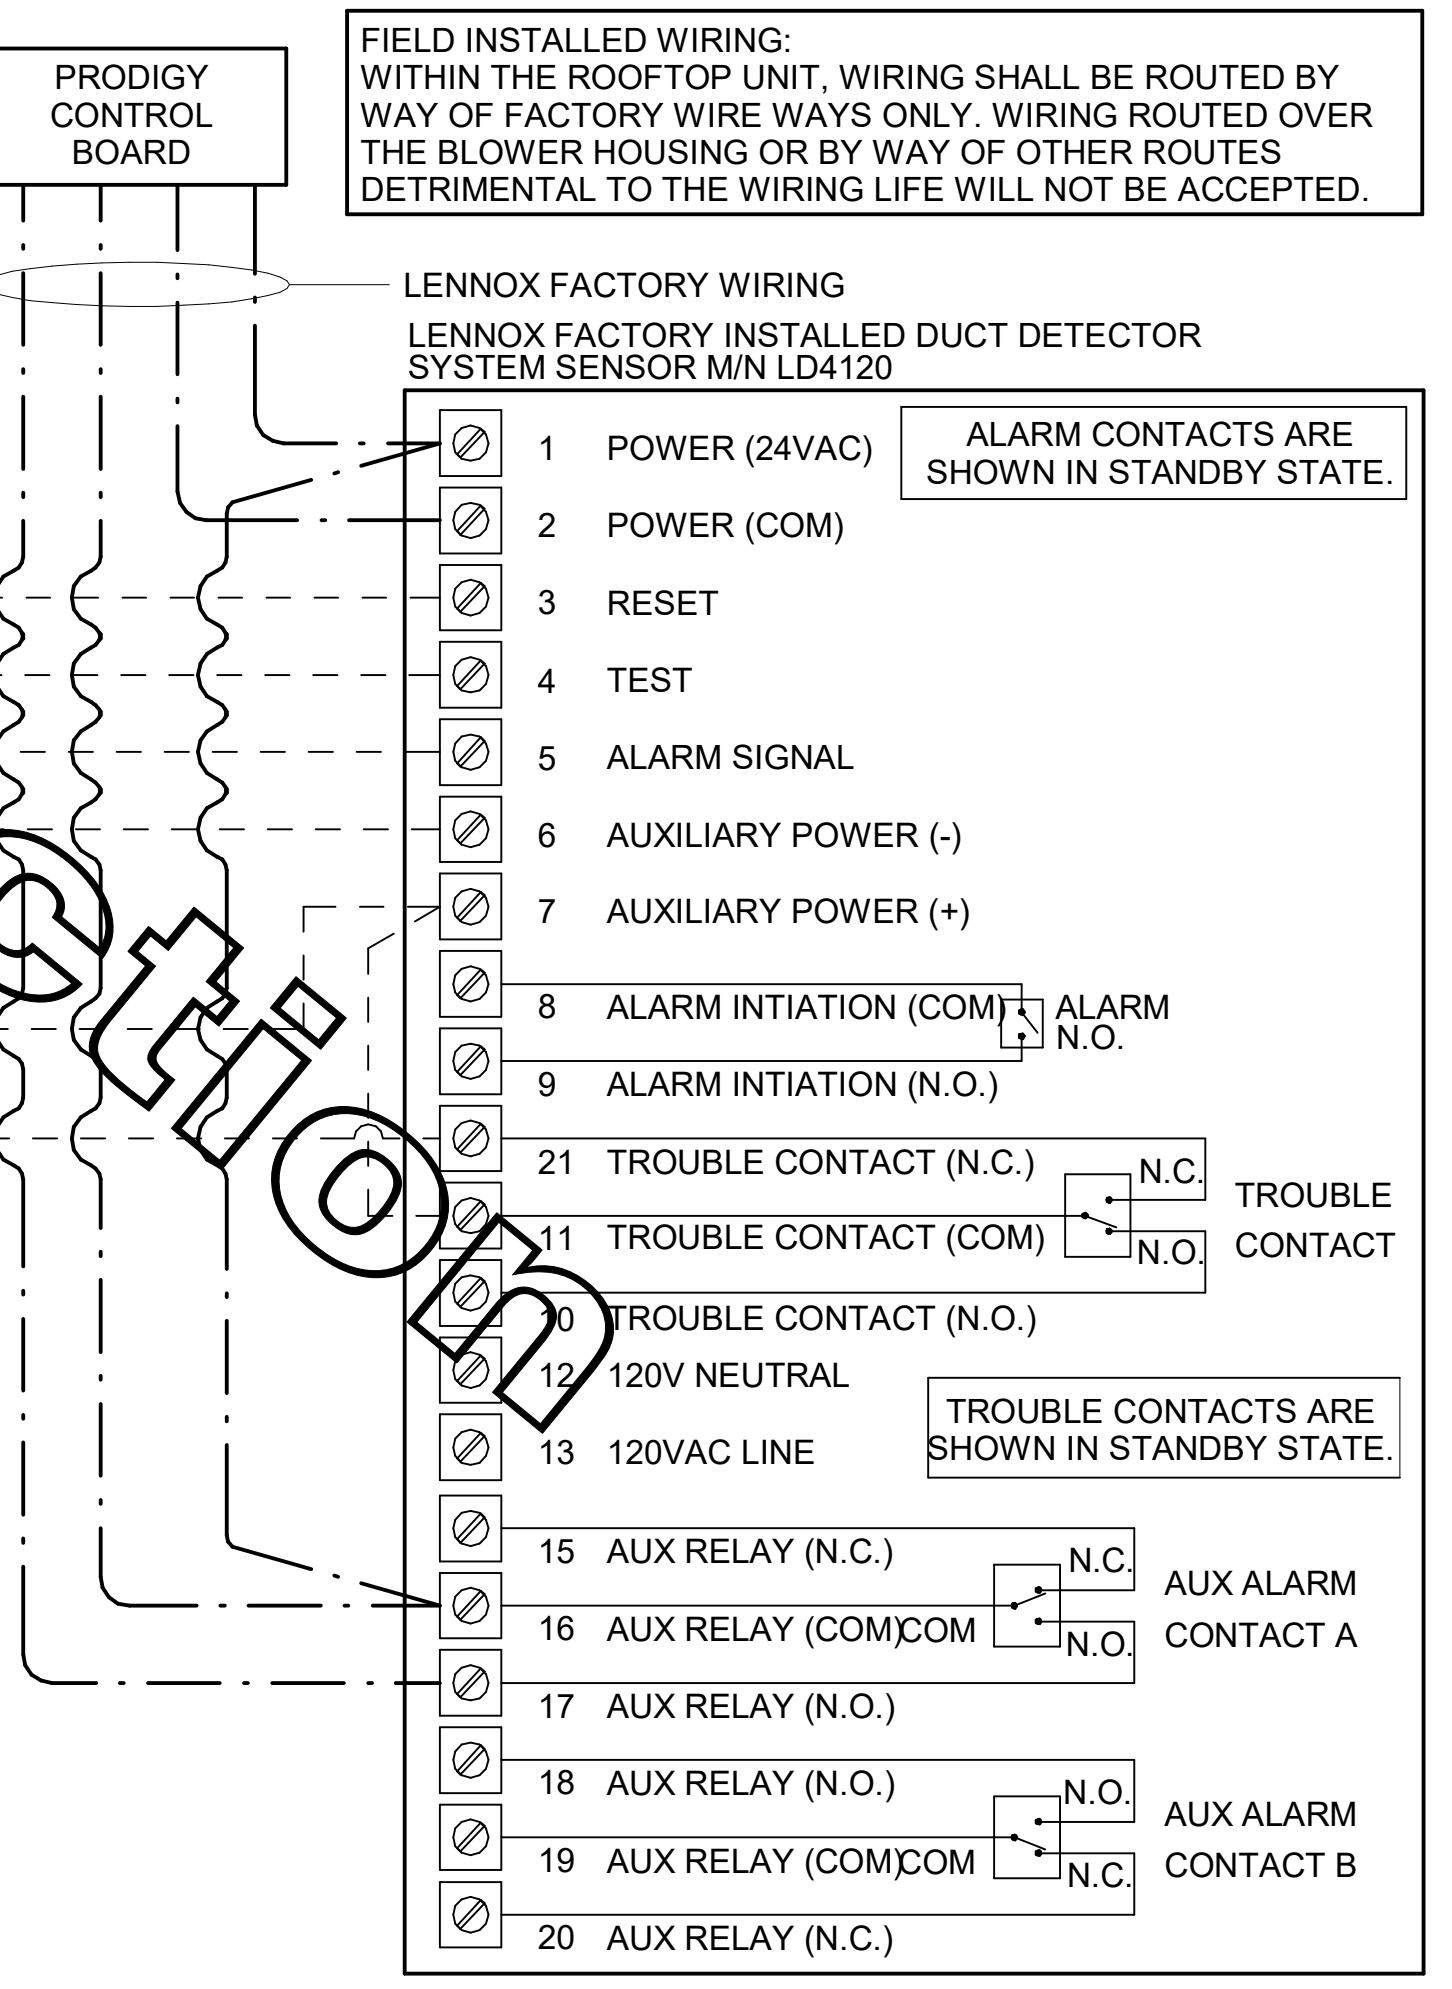 PRODIGY
CONTROL
BOARD
FIELD INSTALLED WIRING:
WITHIN THE ROOFTOP UNIT, WIRING SHALL BE ROUTED BY
WAY OF FACTORY WIRE WAYS ONLY. WIRING ROUTED OVER
THE BLOWER HOUSING OR BY WAY OF OTHER ROUTES
DETRIMENTAL TO THE WIRING LIFE WILL NOT BE ACCEPTED.
LENNOX FACTORY WIRING
LENNOX FACTORY INSTALLED DUCT DETECTOR
SYSTEM SENSOR M/N LD4120
ALARM CONTACTS ARE
SHOWN IN STANDBY STATE.
1 POWER (24VAC)
2 POWER (COM)
3 RESET
4 TEST
5 ALARM SIGNAL
6 AUXILIARY POWER (-)
7 AUXILIARY POWER (+)
8 ALARM INTIATION (COM)
ALARM
N.O.
9 ALARM INTIATION (N.O.)
21 TROUBLE CONTACT (N.C.)
N.C.
TROUBLE
CONTACT
11 TROUBLE CONTACT (COM)
N.O.
10 TROUBLE CONTACT (N.O.)
12 120V NEUTRAL
13 120VAC LINE
TROUBLE CONTACTS ARE
SHOWN IN STANDBY STATE.
15 AUX RELAY (N.C.)
N.C.
AUX ALARM
CONTACT A
16 AUX RELAY (COM) COM
N.O.
17 AUX RELAY (N.O.)
18 AUX RELAY (N.O.)
N.O.
AUX ALARM
CONTACT B
19 AUX RELAY (COM) COM
N.C.
20 AUX RELAY (N.C.)
ction